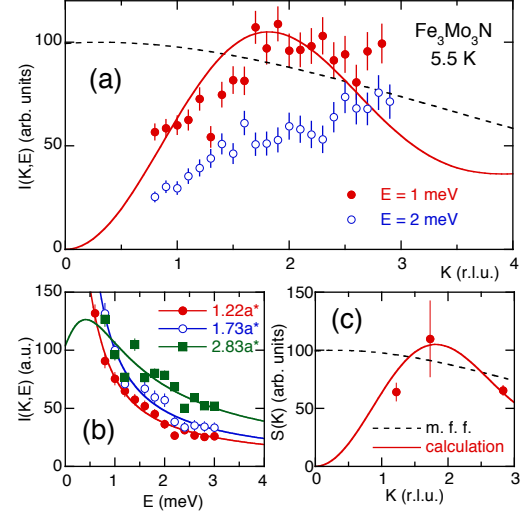 Fe3Mo3N
5.5 K
(a)
I(K,E) (arb. units)
100
50
0
E = 1 meV
E = 2 meV
0 1 2 3 4
K (r.l.u.)
150
100
50
0
I(K,E) (a.u.)
1.22a*
1.73a*
2.83a*
(b)
0 1 2 3 4
E (meV)
150
100
50
0
S(K) (arb. units)
(c)
m. f. f.
calculation
0 1 2 3
K (r.l.u.)